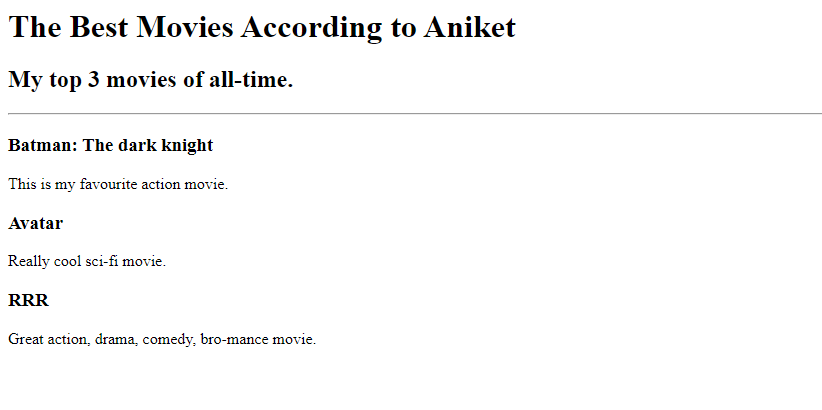 The Best Movies According to Aniket
My top 3 movies of all-time.
Batman: The dark knight
This is my favourite action movie.
Avatar
Really cool sci-fi movie.
RRR
Great action, drama, comedy, bro-mance movie.